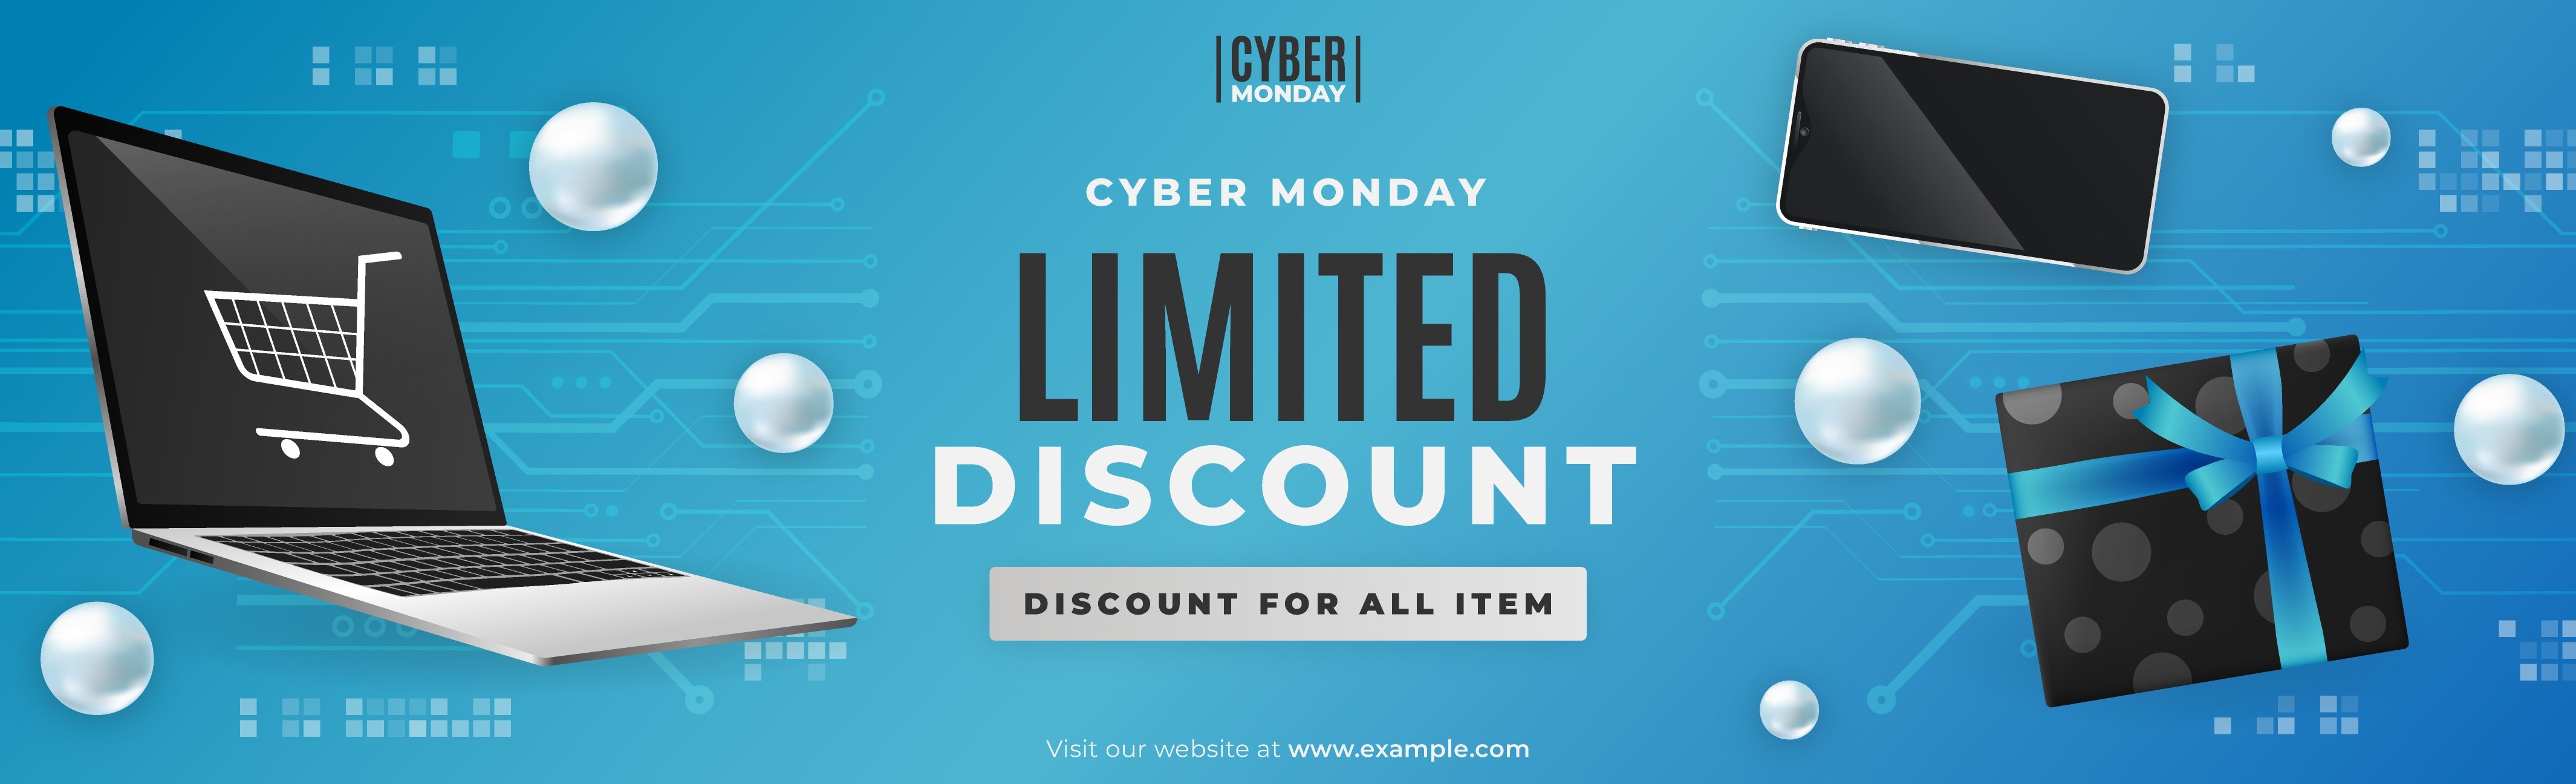 CYBER
MONDAY
CYBER MONDAY
LIMITED
DISCOUNT
DISCOUNT FOR ALL ITEM
Visit our website at www.example.com